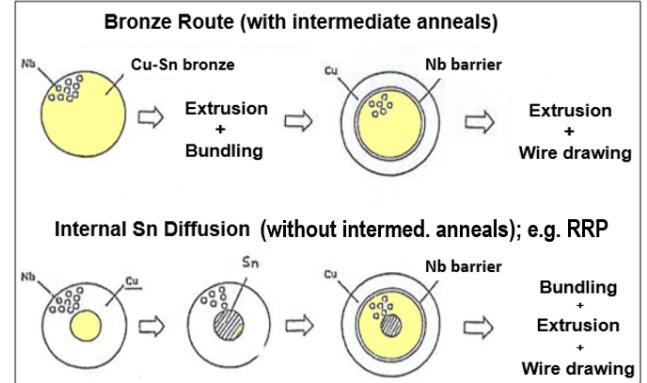 Bronze Route (with intermediate anneals)
Nb
Cu-Sn bronze
Extrusion
+
Bundling
Cu
Nb barrier
Extrusion
+
Wire drawing
Internal Sn Diffusion (without intermed. anneals); e.g. RRP
Nb
Cu
Sn
Cu
Nb barrier
Bundling
+
Extrusion
+
Wire drawing